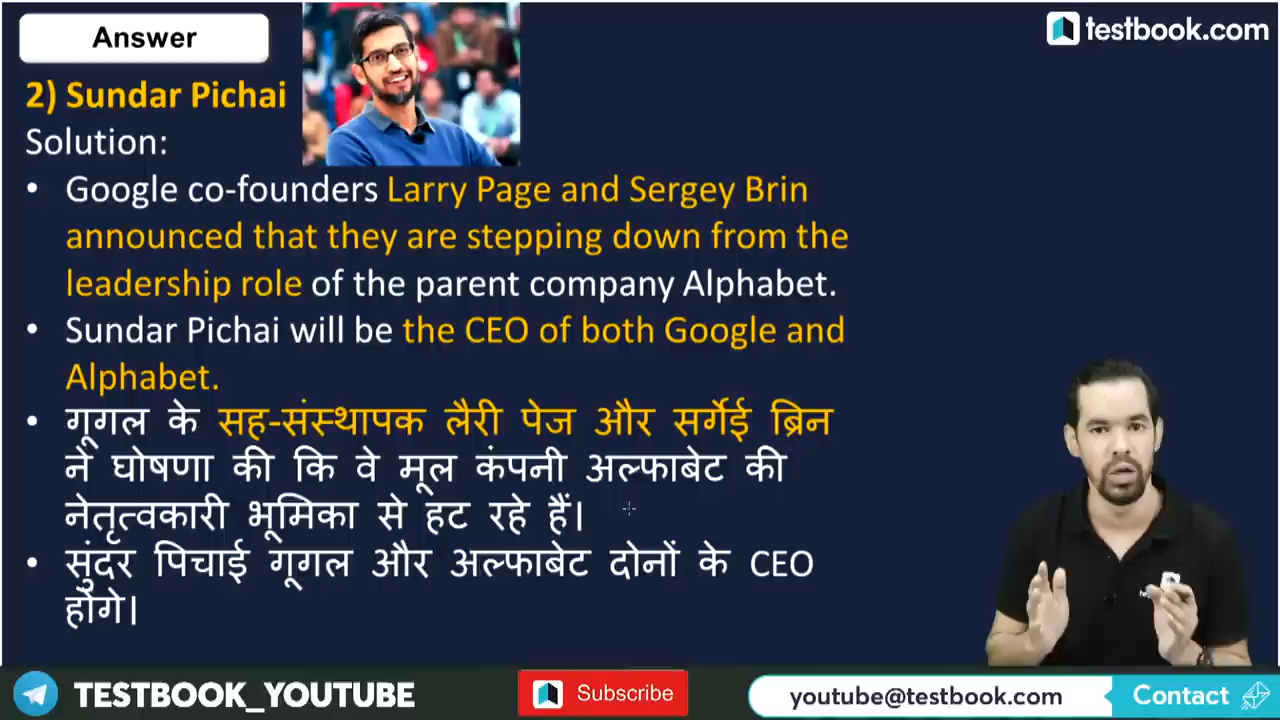 Answer
testbook.com
2) Sundar Pichai
Solution:
• Google co-founders Larry Page and Sergey Brin
announced that they are stepping down from the
leadership role of the parent company Alphabet.
• Sundar Pichai will be the CEO of both Google and
Alphabet.
• गूगल के सह-संस्थापक लैरी पेज और सर्गेई ब्रिन
ने घोषणा की कि वे मूल कंपनी अल्फाबेट की
नेतृत्वकारी भूमिका से हट रहे हैं।
• सुंदर पिचाई गूगल और अल्फाबेट दोनों के CEO
होंगे।
TESTBOOK_YOUTUBE
Subscribe
youtube@testbook.com
Contact